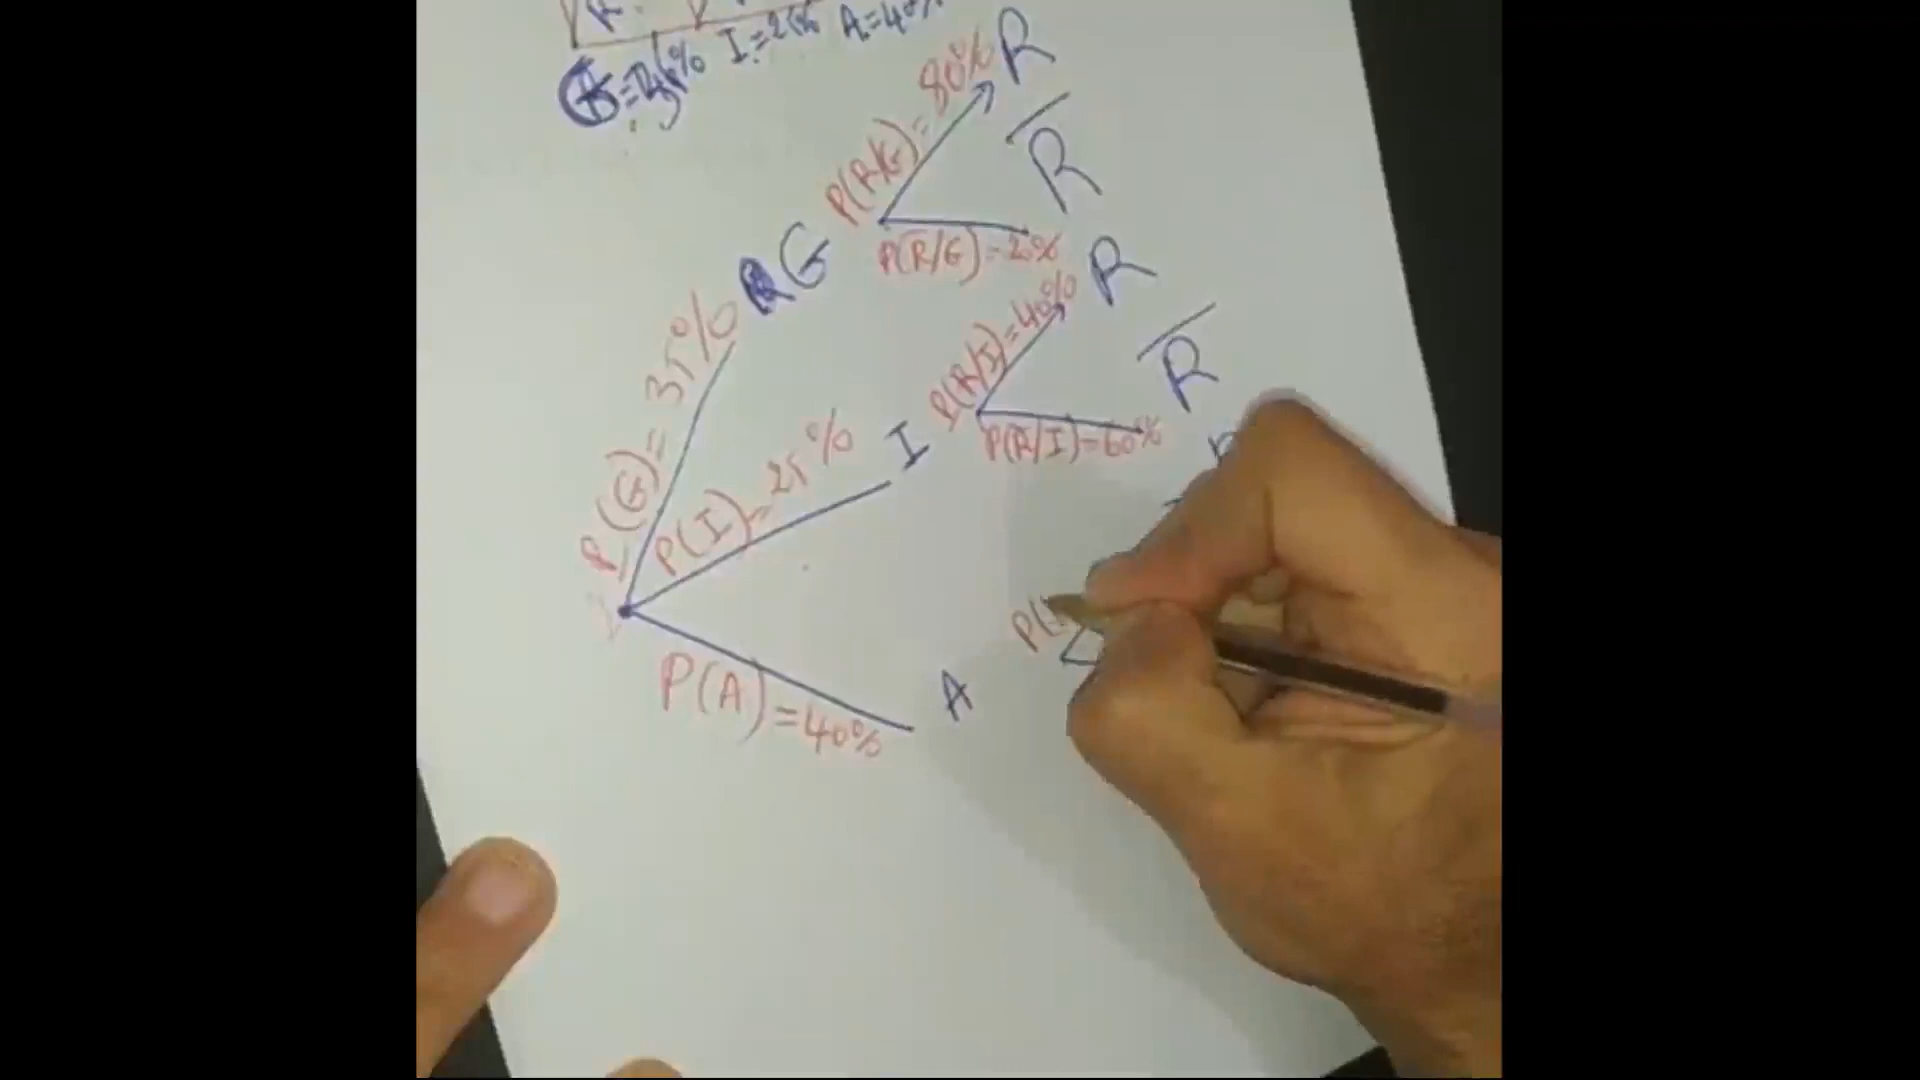 I=25% A=40%
80% R
P(R/G)=
R̅
P(R̅/G)=20%
G
R
P(R/I)=40%
R̅
P(R̅/I)=60%
P(G)=35%
I
P(I)=25%
P(
A
P(A)=40%